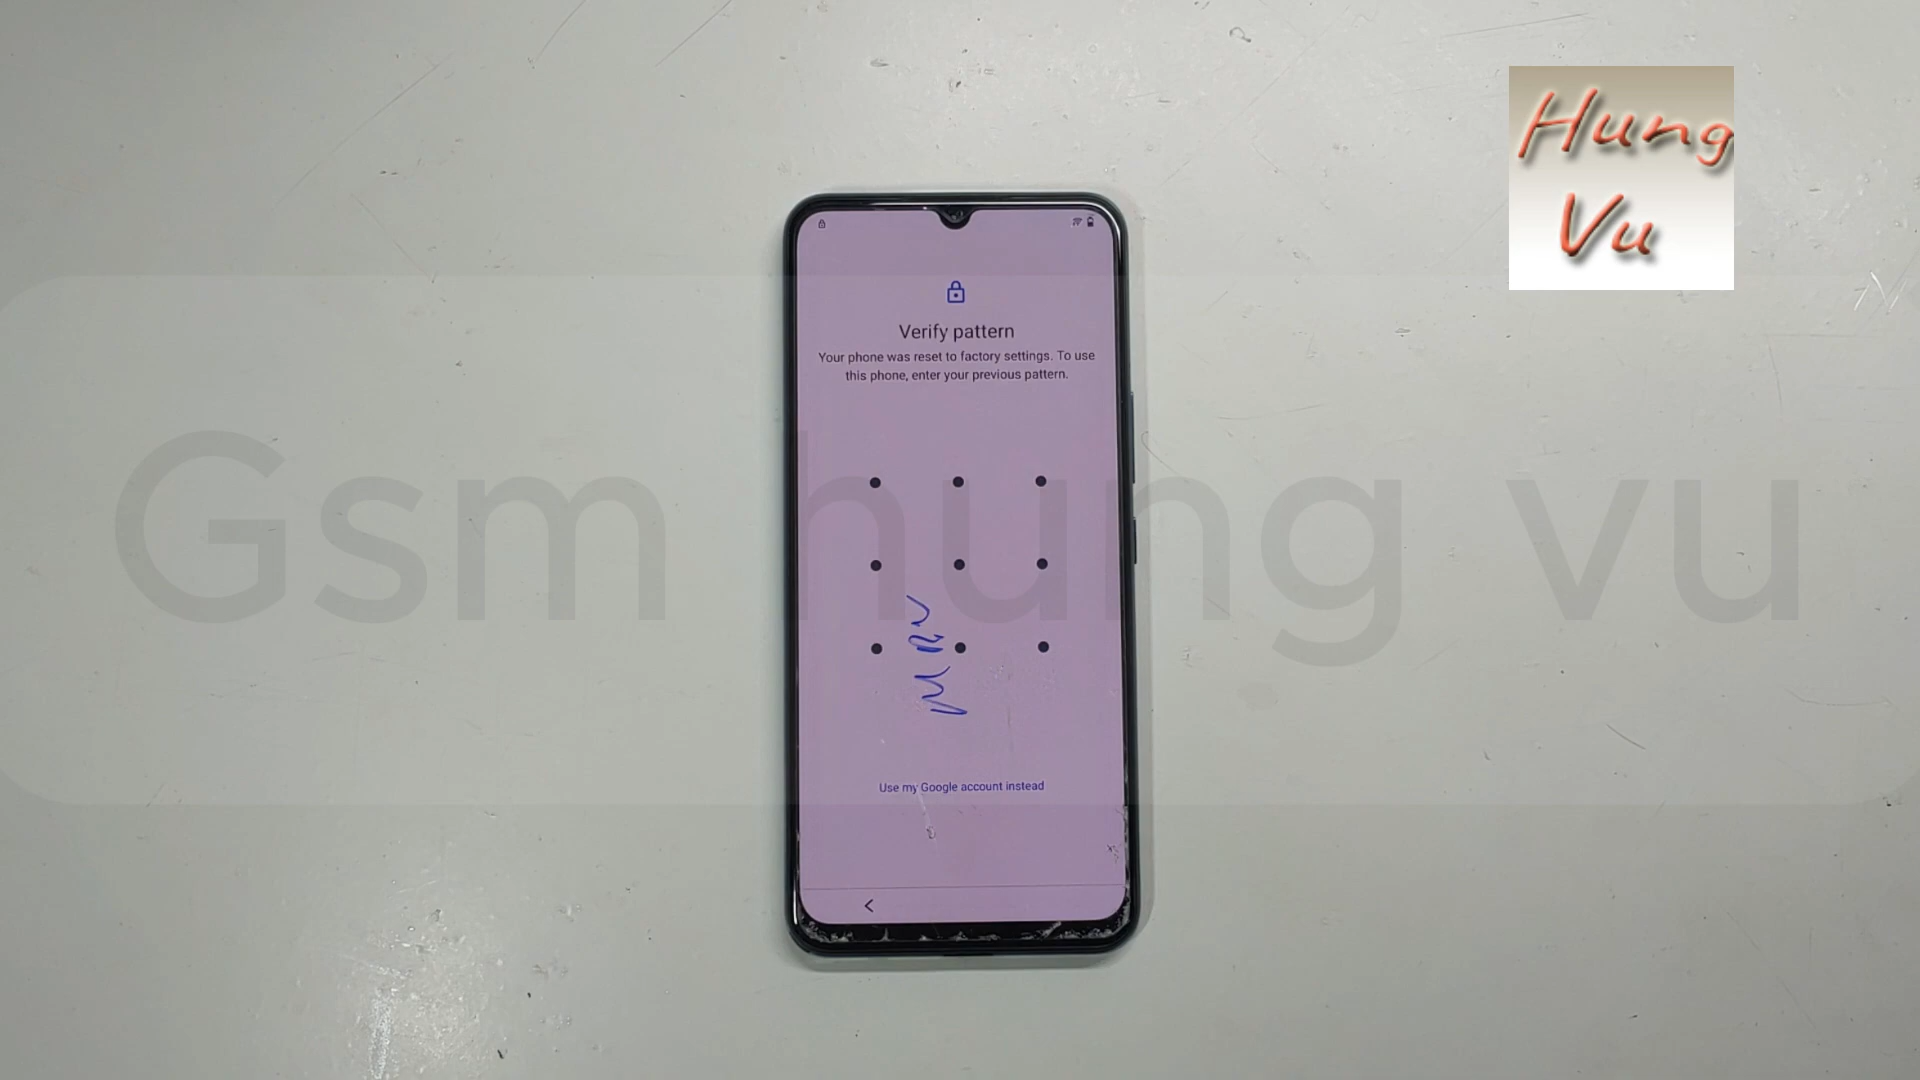 Hung
Vu
Verify pattern
Your phone was reset to factory settings. To use
this phone, enter your previous pattern.
Gsm hung vu
Use my Google account instead